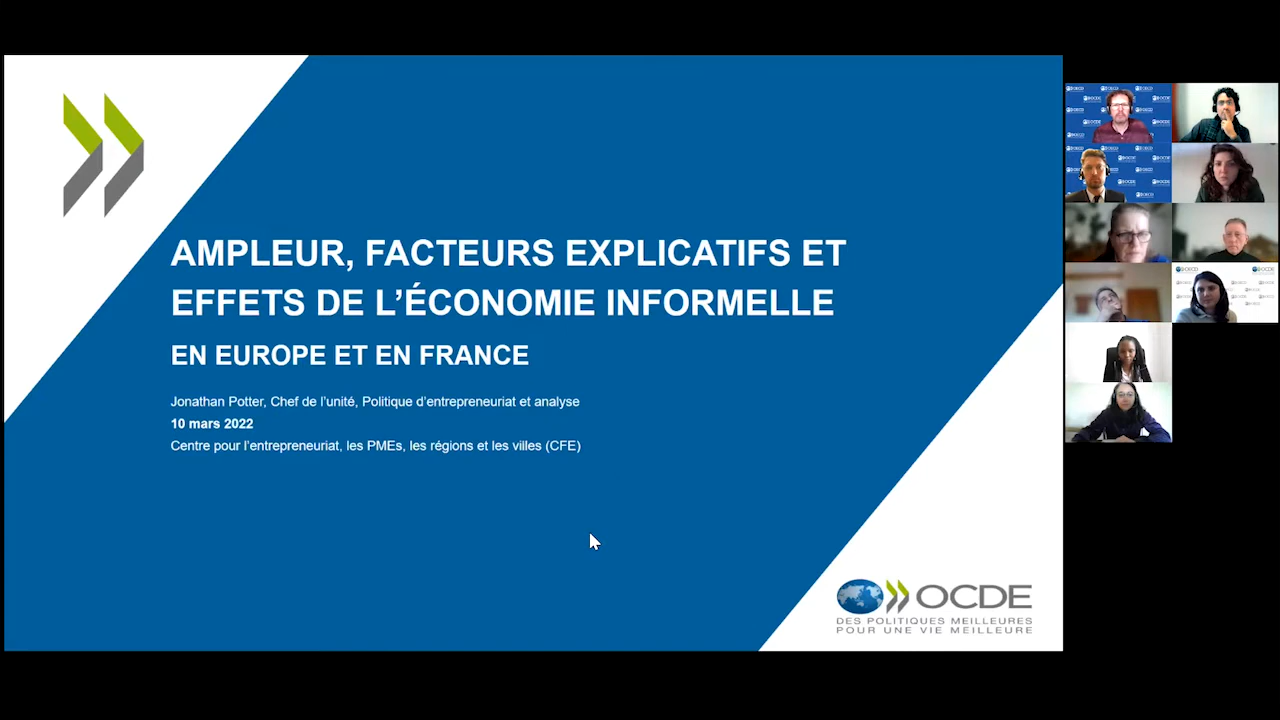 AMPLEUR, FACTEURS EXPLICATIFS ET
EFFETS DE L’ÉCONOMIE INFORMELLE
EN EUROPE ET EN FRANCE
Jonathan Potter, Chef de l’unité, Politique d’entrepreneuriat et analyse
10 mars 2022
Centre pour l’entrepreneuriat, les PMEs, les régions et les villes (CFE)
OCDE
DES POLITIQUES MEILLEURES
POUR UNE VIE MEILLEURE